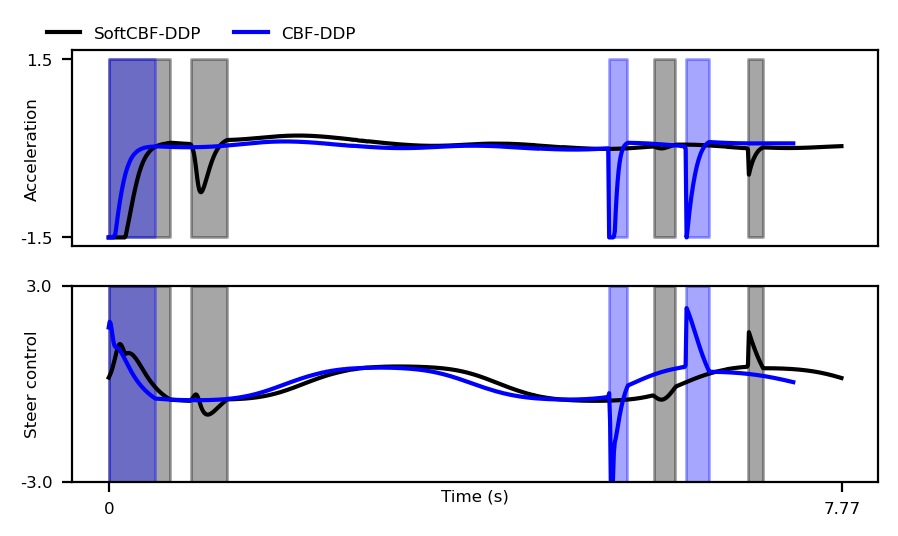 SoftCBF-DDP CBF-DDP
1.5
Acceleration
-1.5
3.0
Steer control
-3.0
Time (s)
0 7.77